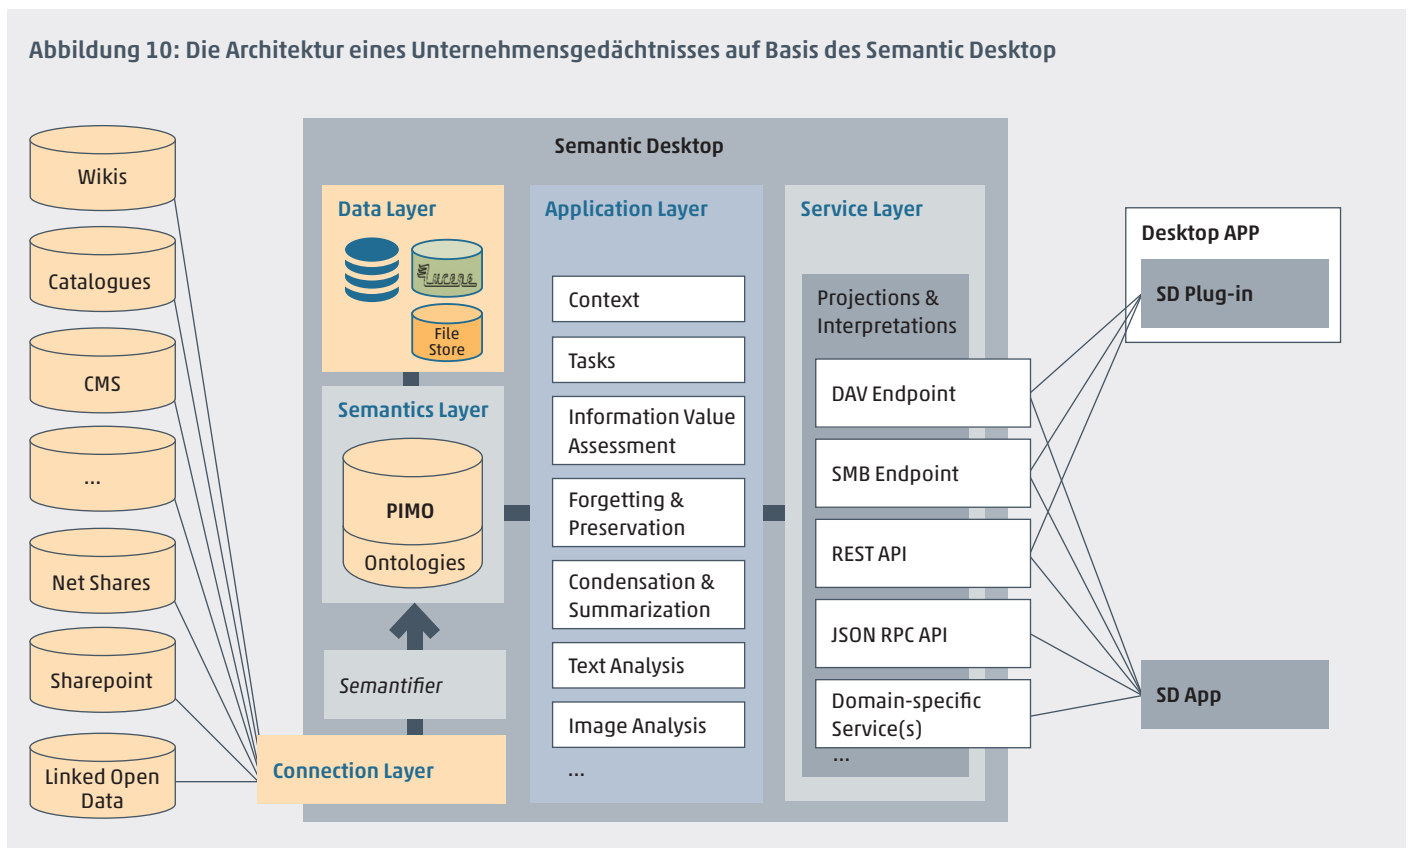 Abbildung 10: Die Architektur eines Unternehmensgedächtnisses auf Basis des Semantic Desktop
Wikis
Catalogues
CMS
...
Net Shares
Sharepoint
Linked Open
Data
Semantic Desktop
Data Layer
Lucene
File
Store
Semantics Layer
PIMO
Ontologies
Semantifier
Connection Layer
Application Layer
Context
Tasks
Information Value
Assessment
Forgetting &
Preservation
Condensation &
Summarization
Text Analysis
Image Analysis
...
Service Layer
Projections &
Interpretations
DAV Endpoint
SMB Endpoint
REST API
JSON RPC API
Domain-specific
Service(s)
...
Desktop APP
SD Plug-in
SD App